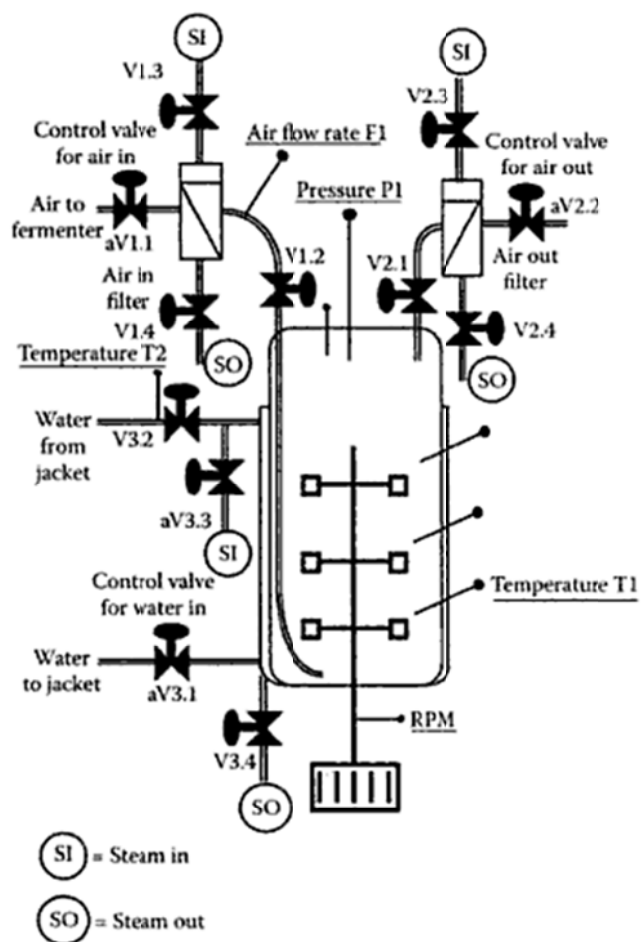 SI
SI
V1.3
V2.3
Control valve
for air in
Air flow rate F1
Control valve
for air out
Pressure P1
Air to
fermenter
aV1.1
aV2.2
Air out
filter
V1.2
V2.1
Air in
filter
V1.4
V2.4
SO
SO
Temperature T2
Water
from
jacket
V3.2
aV3.3
SI
Control valve
for water in
Temperature T1
Water
to jacket
aV3.1
RPM
V3.4
SO
SI = Steam in
SO = Steam out